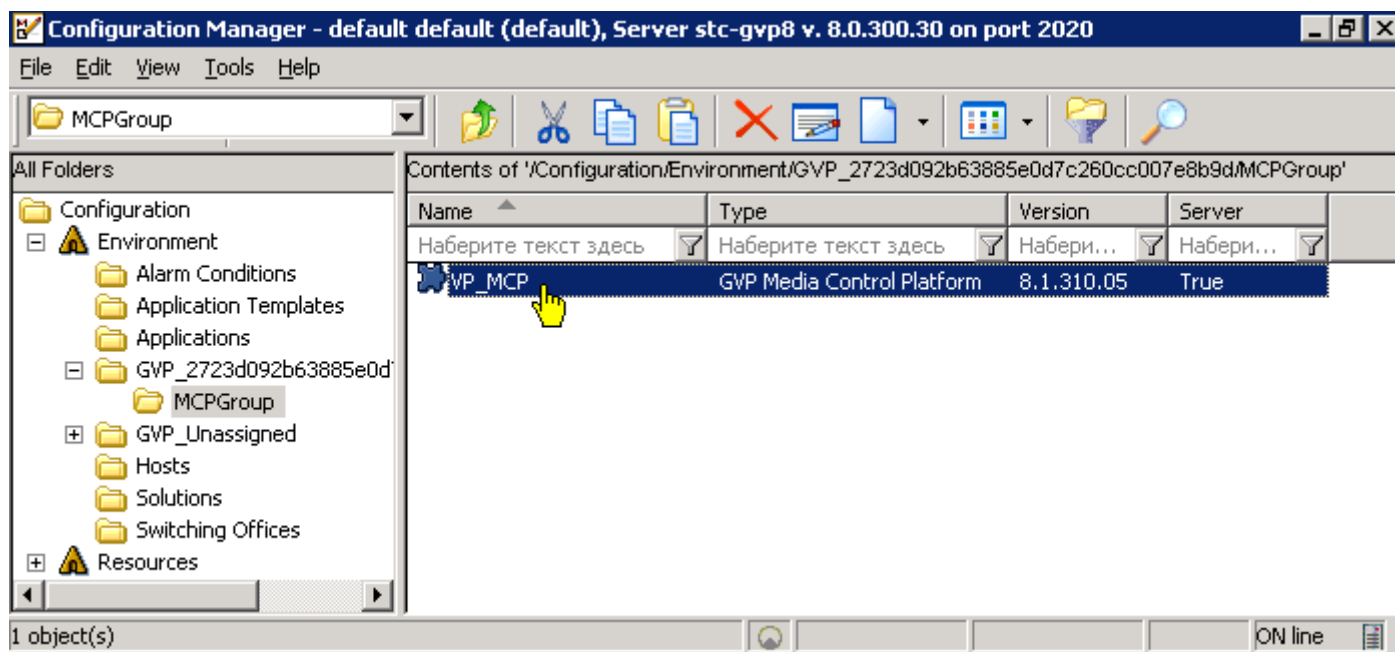 Configuration Manager - default default (default), Server stc-gvp8 v. 8.0.300.30 on port 2020
File Edit View Tools Help
MCPGroup
All Folders
Contents of '/Configuration/Environment/GVP_2723d092b63885e0d7c260cc007e8b9d/MCPGroup'
Configuration
Name Type Version Server
Environment
Наберите текст здесь Наберите текст здесь Набери... Набери...
Alarm Conditions
VP_MCP GVP Media Control Platform 8.1.310.05 True
Application Templates
Applications
GVP_2723d092b63885e0d
MCPGroup
GVP_Unassigned
Hosts
Solutions
Switching Offices
Resources
1 object(s) ON line